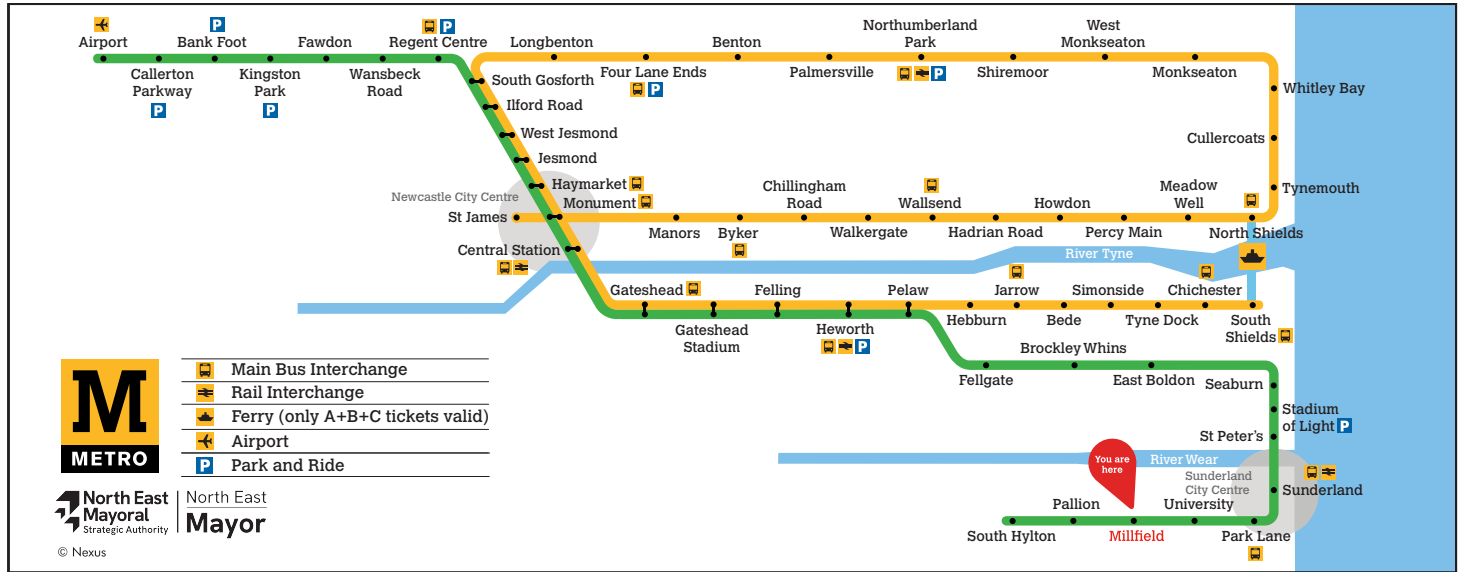 Airport
Callerton
Parkway
P
Bank Foot
P
Kingston
Park
P
Fawdon
Wansbeck
Road
Regent Centre
P
South Gosforth
Ilford Road
West Jesmond
Jesmond
Haymarket
Monument
Newcastle City Centre
St James
Central Station
Longbenton
Four Lane Ends
P
Benton
Palmersville
Northumberland
Park
P
Shiremoor
West
Monkseaton
Monkseaton
Whitley Bay
Cullercoats
Tynemouth
Manors
Byker
Chillingham
Road
Walkergate
Wallsend
Hadrian Road
Howdon
Percy Main
Meadow
Well
North Shields
River Tyne
Gateshead
Gateshead
Stadium
Felling
Heworth
P
Pelaw
Hebburn
Jarrow
Bede
Simonside
Tyne Dock
Chichester
South
Shields
Fellgate
Brockley Whins
East Boldon
Seaburn
Stadium
of Light P
St Peter's
River Wear
Sunderland
City Centre
Sunderland
Park Lane
University
You are
here
Millfield
Pallion
South Hylton
M
METRO
Main Bus Interchange
Rail Interchange
Ferry (only A+B+C tickets valid)
Airport
P Park and Ride
North East
Mayoral
Strategic Authority
North East
Mayor
© Nexus